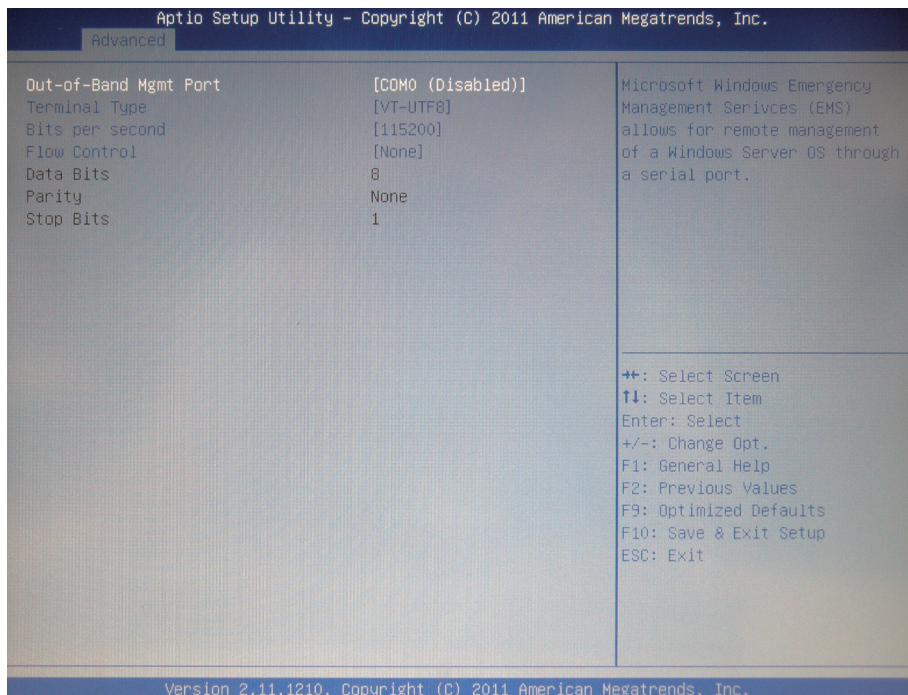 Aptio Setup Utility – Copyright (C) 2011 American Megatrends, Inc.
Advanced
Out-of-Band Mgmt Port [COM0 (Disabled)]
Terminal Type [VT-UTF8]
Bits per second [115200]
Flow Control [None]
Data Bits 8
Parity None
Stop Bits 1
Microsoft Windows Emergency
Management Serivces (EMS)
allows for remote management
of a Windows Server OS through
a serial port.
→←: Select Screen
↑↓: Select Item
Enter: Select
+/-: Change Opt.
F1: General Help
F2: Previous Values
F9: Optimized Defaults
F10: Save & Exit Setup
ESC: Exit
Version 2.11.1210. Copyright (C) 2011 American Megatrends, Inc.